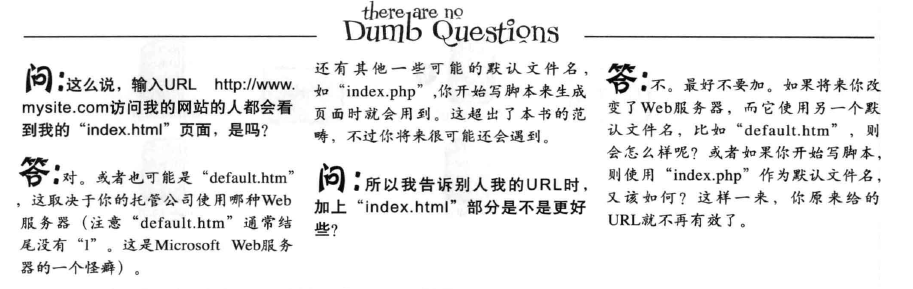 there are no
Dumb Questions
问：这么说，输入URL http://www.
mysite.com访问我的网站的人都会看
到我的“index.html”页面，是吗？
答：对。或者也可能是“default.htm”
，这取决于你的托管公司使用哪种Web
服务器（注意“default.htm”通常结
尾没有“l”。这是Microsoft Web服务
器的一个怪癖）。
还有其他一些可能的默认文件名，
如“index.php”,你开始写脚本来生成
页面时就会用到。这超出了本书的范
畴，不过你将来很可能还会遇到。
问：所以我告诉别人我的URL时，
加上“index.html”部分是不是更好
些？
答：不。最好不要加。如果将来你改
变了Web服务器，而它使用另一个默
认文件名，比如“default.htm”，则
会怎么样呢？或者如果你开始写脚本，
则使用“index.php”作为默认文件名，
又该如何？这样一来，你原来给的
URL就不再有效了。